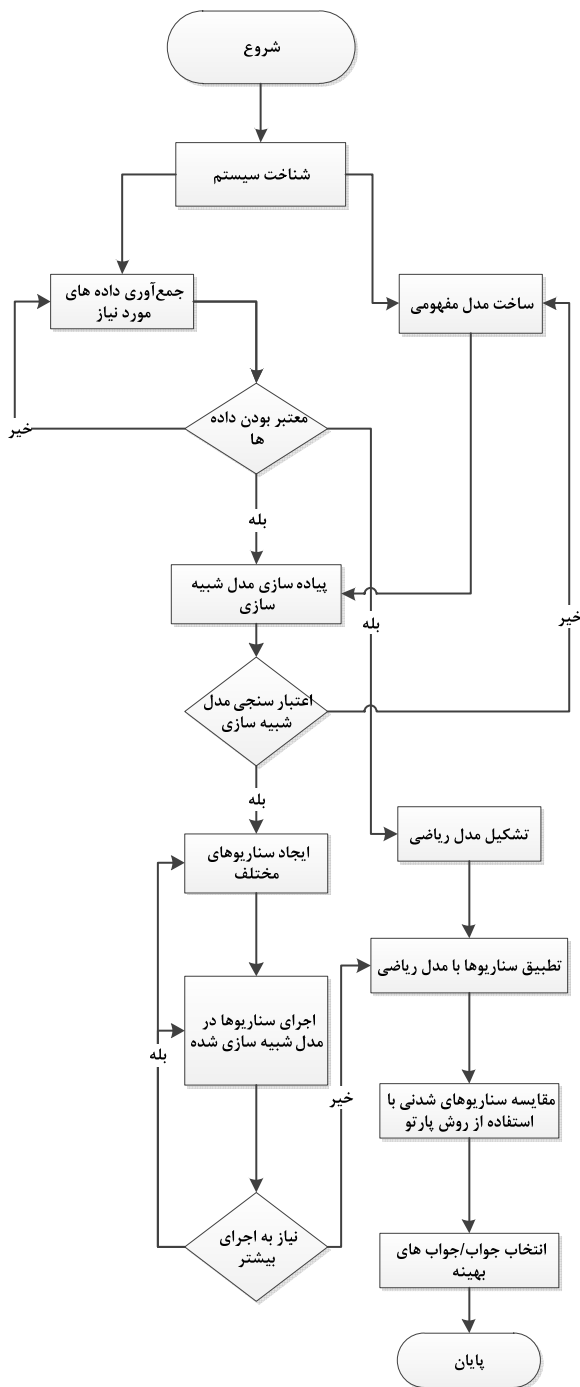 شروع
شناخت سیستم
جمع‌آوری داده های
مورد نیاز
ساخت مدل مفهومی
معتبر بودن داده
ها
خیر
بله
پیاده سازی مدل شبیه
سازی
بله
خیر
اعتبار سنجی مدل
شبیه سازی
بله
تشکیل مدل ریاضی
ایجاد سناریوهای
مختلف
تطبیق سناریوها با مدل ریاضی
اجرای سناریوها در
مدل شبیه سازی شده
بله
خیر
مقایسه سناریوهای شدنی با
استفاده از روش پارتو
نیاز به اجرای
بیشتر
انتخاب جواب/جواب های
بهینه
پایان